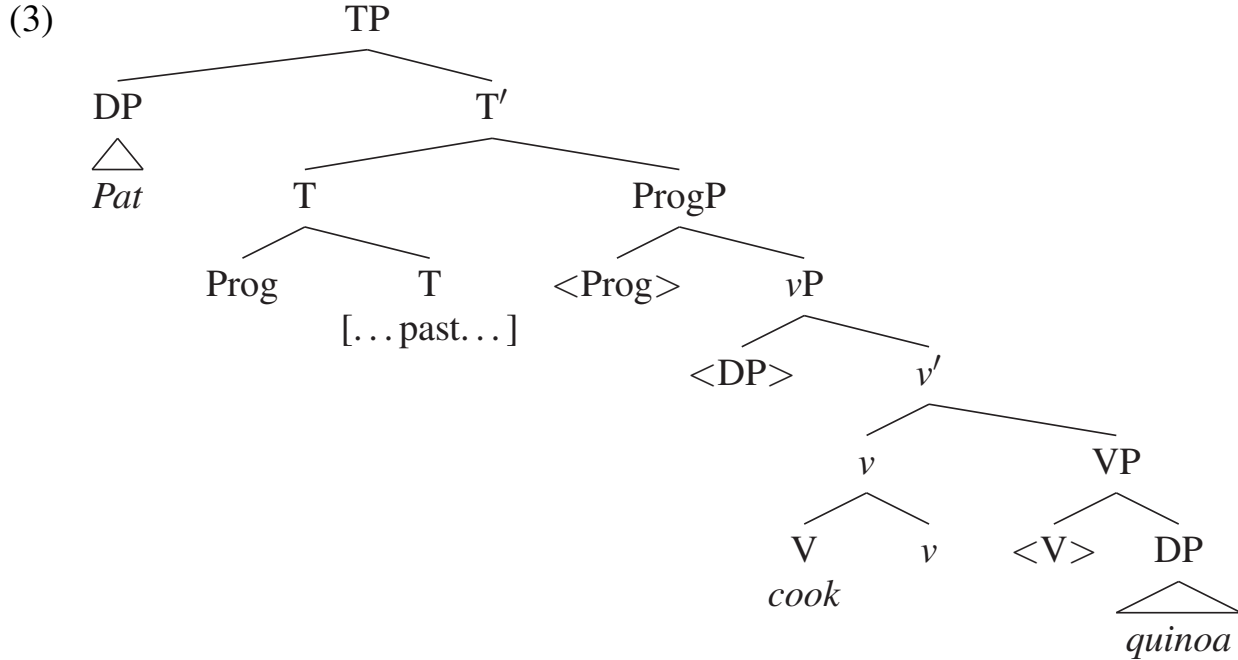 (3) TP
DP T′
Pat T ProgP
Prog T <Prog> vP
[…past…]
<DP> v′
v VP
V v <V> DP
cook
quinoa